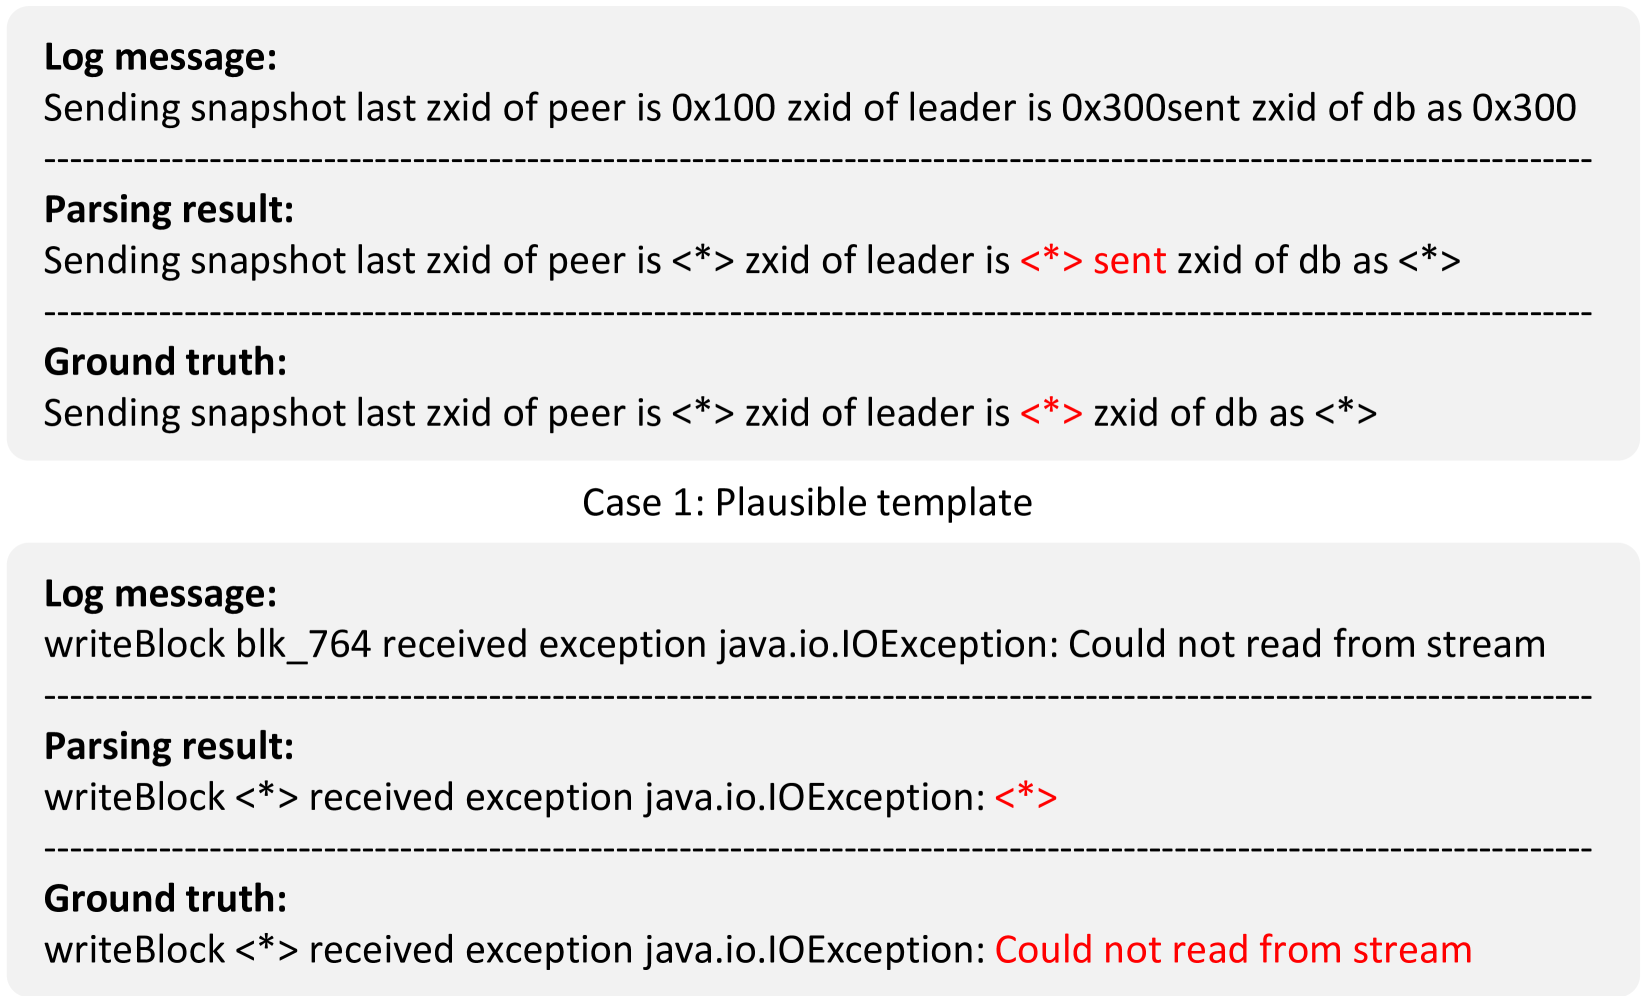 Log message:
Sending snapshot last zxid of peer is 0x100 zxid of leader is 0x300sent zxid of db as 0x300
Parsing result:
Sending snapshot last zxid of peer is <*> zxid of leader is <*> sent zxid of db as <*>
Ground truth:
Sending snapshot last zxid of peer is <*> zxid of leader is <*> zxid of db as <*>
Case 1: Plausible template
Log message:
writeBlock blk_764 received exception java.io.IOException: Could not read from stream
Parsing result:
writeBlock <*> received exception java.io.IOException: <*>
Ground truth:
writeBlock <*> received exception java.io.IOException: Could not read from stream